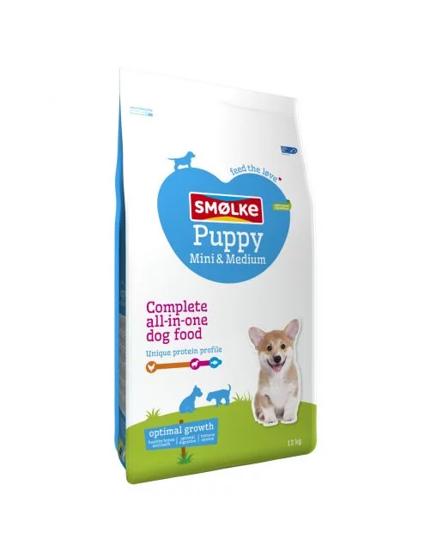 feed the love
SMØLKE
Puppy
Mini & Medium
Complete
all-in-one
dog food
Unique protein profile
optimal growth
12 kg